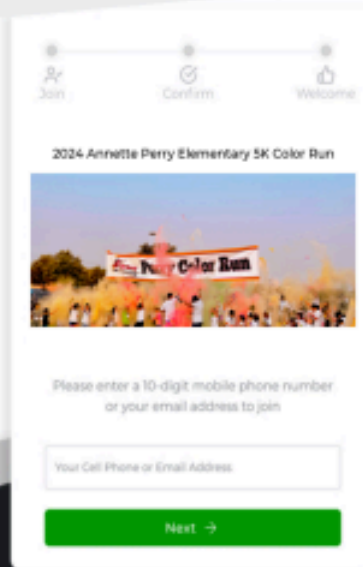 Join Confirm Welcome
2024 Annette Perry Elementary 5K Color Run
Perry Color Run
Please enter a 10-digit mobile phone number
or your email address to join
Your Cell Phone or Email Address
Next →